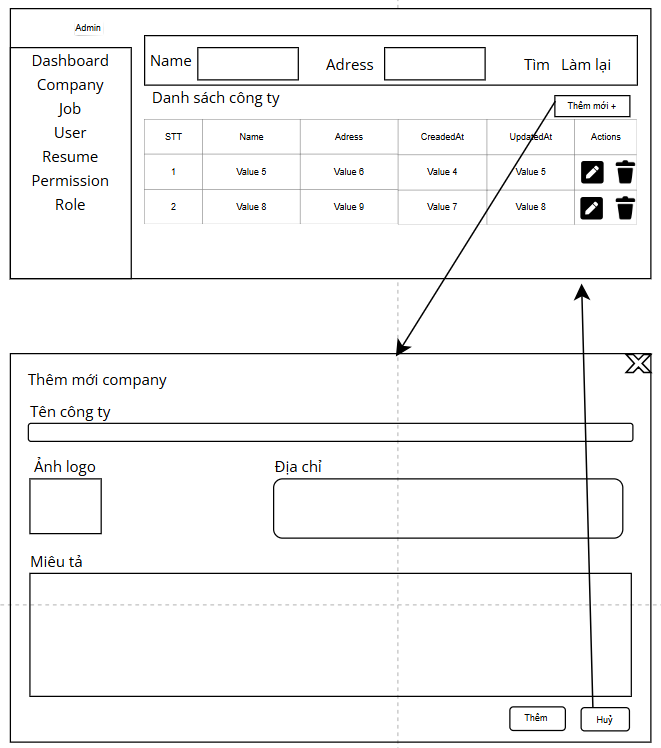 Admin
Dashboard
Company
Job
User
Resume
Permission
Role
Name Adress Tìm Làm lại
Danh sách công ty
Thêm mới +
STT Name Adress CreadedAt UpdatedAt Actions
1 Value 5 Value 6 Value 4 Value 5
2 Value 8 Value 9 Value 7 Value 8
Thêm mới company
Tên công ty
Ảnh logo Địa chỉ
Miêu tả
Thêm Huỷ